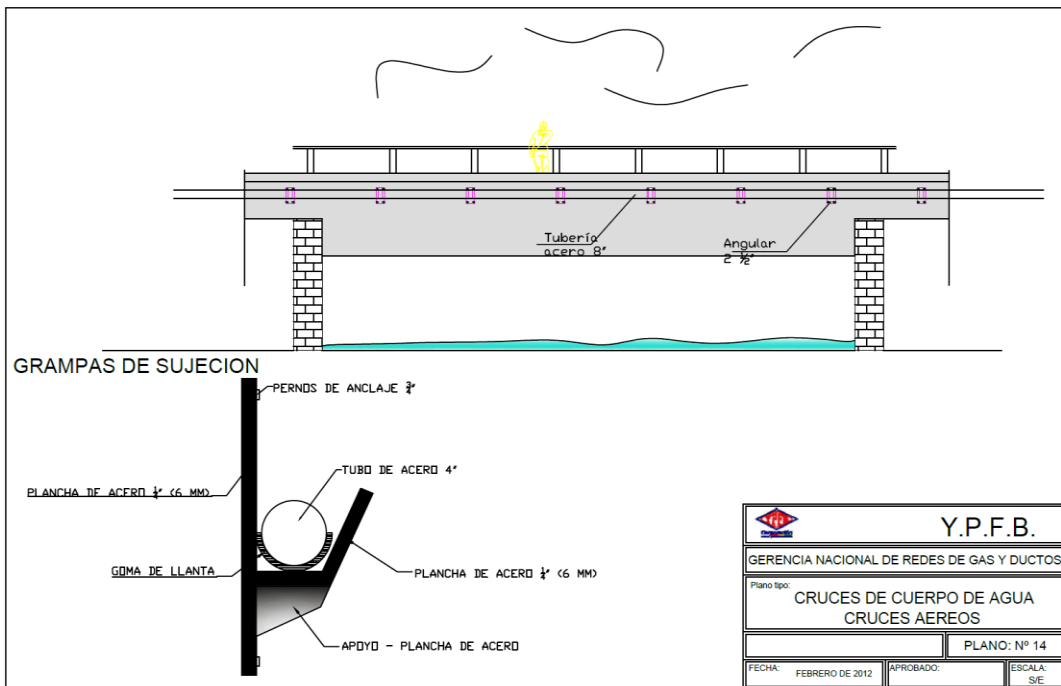 Tubería
acero 8"
Angular
2 ½"
GRAMPAS DE SUJECION
PERNOS DE ANCLAJE ¾"
TUBO DE ACERO 4"
PLANCHA DE ACERO ¼" (6 MM)
GOMA DE LLANTA
PLANCHA DE ACERO ¼" (6 MM)
APOYO - PLANCHA DE ACERO
Y.P.F.B.
GERENCIA NACIONAL DE REDES DE GAS Y DUCTOS
Plano tipo:
CRUCES DE CUERPO DE AGUA
CRUCES AEREOS
PLANO: Nº 14
FECHA: FEBRERO DE 2012 APROBADO: ESCALA:
S/E